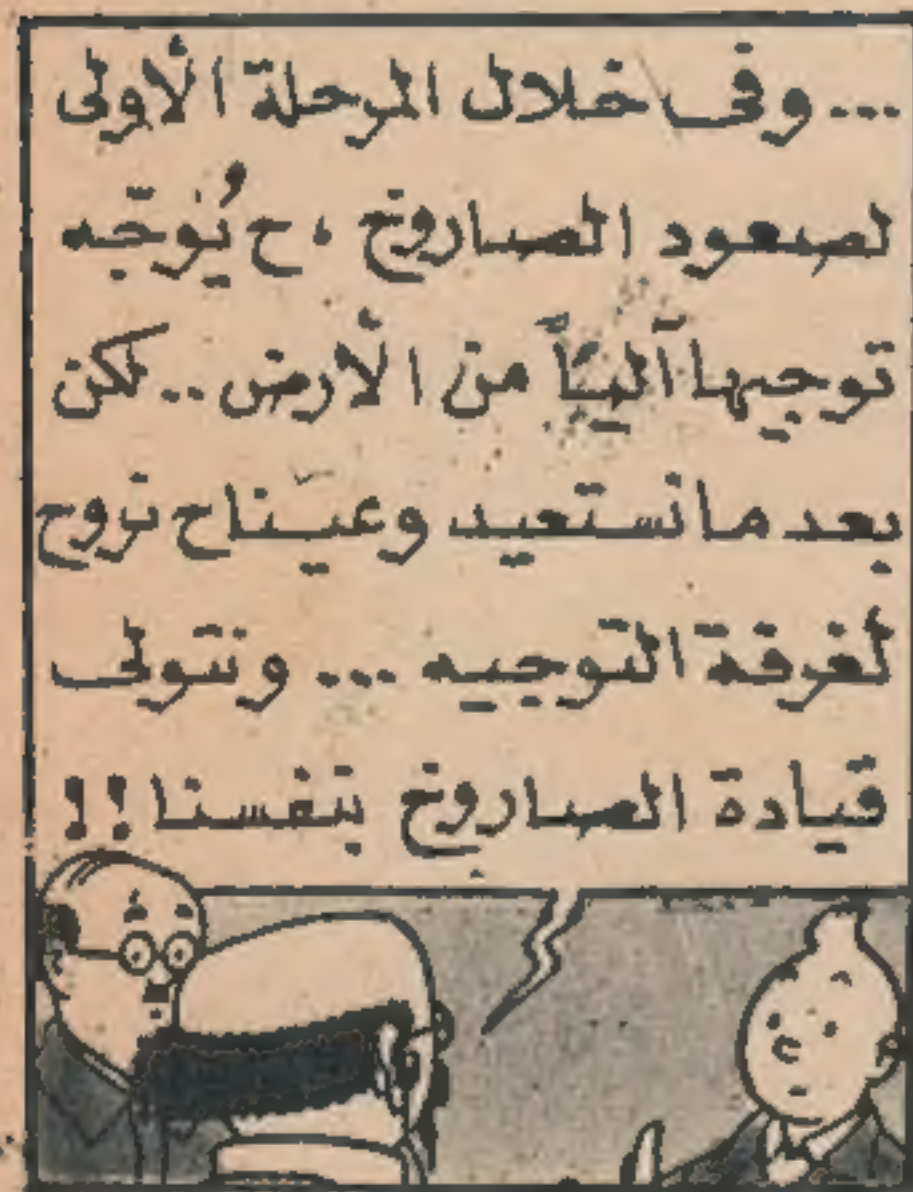 ... وفى خلال المرحلة الأولى
لصعود الصاروخ ، ح يُوجّه
توجيها آليّاً من الأرض .. لكن
بعد ما نستعيد وعينا ح نروح
لغرفة التوجيه ... ونتولى
قيادة الصاروخ بنفسنا !!